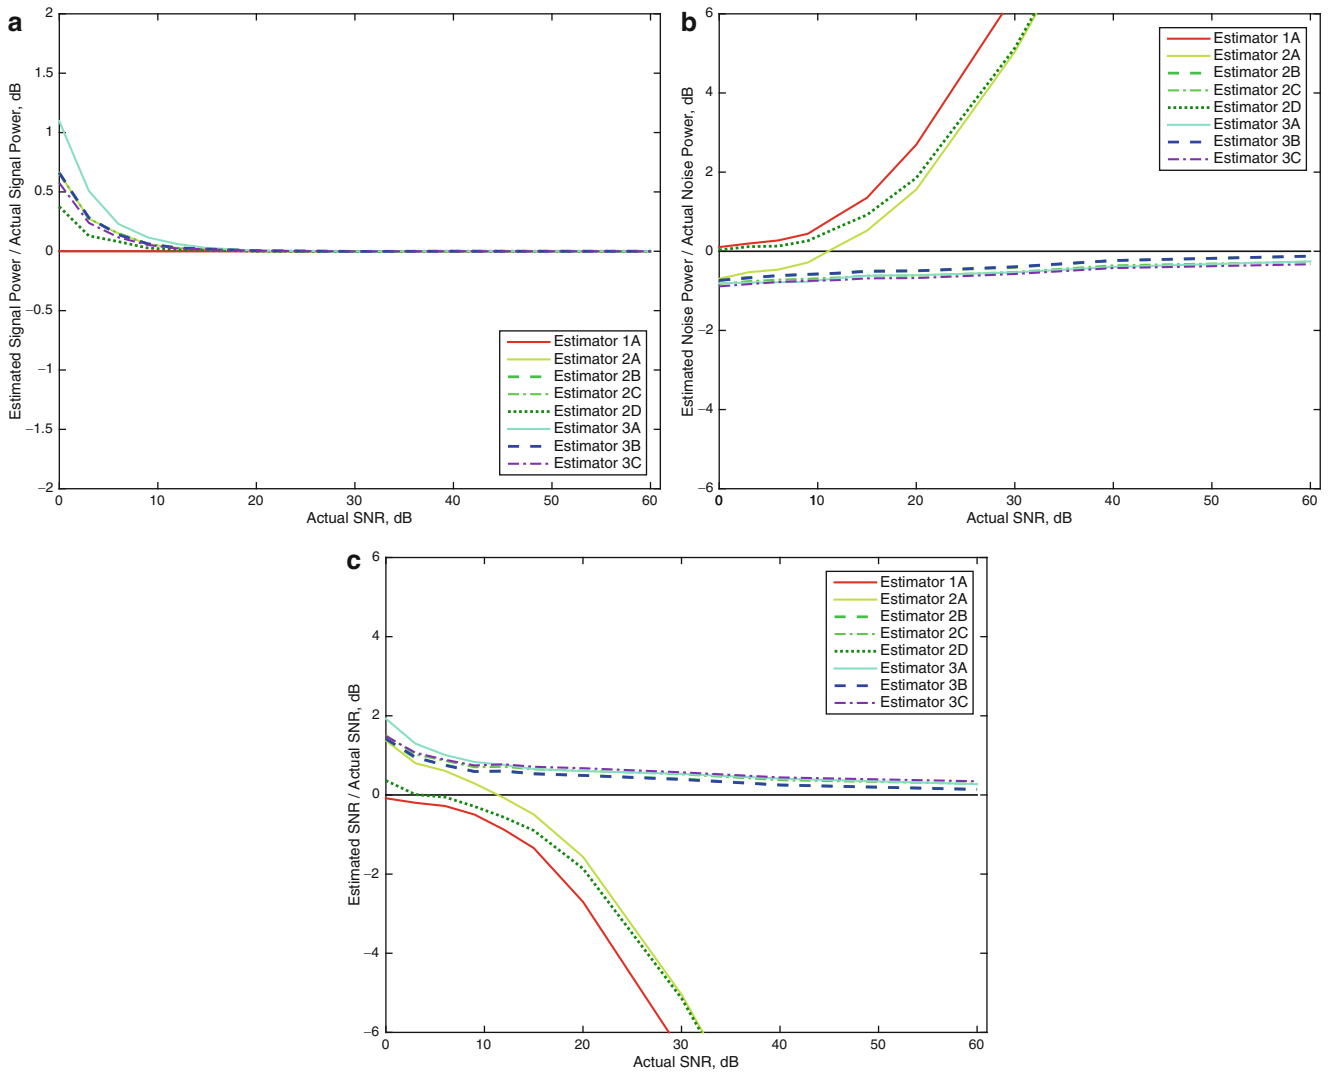 a
Estimated Signal Power / Actual Signal Power, dB
2
1.5
1
0.5
0
−0.5
−1
−1.5
−2
0 10 20 30 40 50 60
Actual SNR, dB
Estimator 1A
Estimator 2A
Estimator 2B
Estimator 2C
Estimator 2D
Estimator 3A
Estimator 3B
Estimator 3C
b
Estimated Noise Power / Actual Noise Power, dB
6
4
2
0
−2
−4
−6
0 10 20 30 40 50 60
Actual SNR, dB
Estimator 1A
Estimator 2A
Estimator 2B
Estimator 2C
Estimator 2D
Estimator 3A
Estimator 3B
Estimator 3C
c
Estimated SNR / Actual SNR, dB
6
4
2
0
−2
−4
−6
0 10 20 30 40 50 60
Actual SNR, dB
Estimator 1A
Estimator 2A
Estimator 2B
Estimator 2C
Estimator 2D
Estimator 3A
Estimator 3B
Estimator 3C